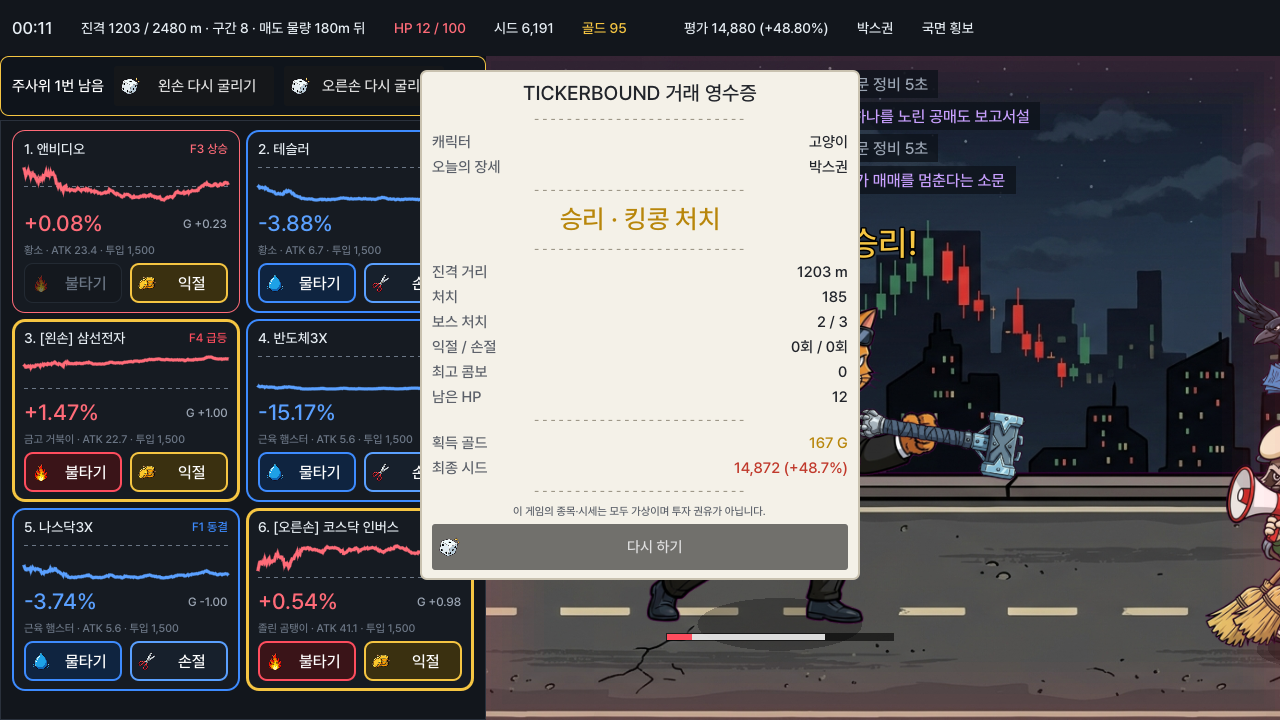 00:11 진격 1203 / 2480 m · 구간 8 · 매도 물량 180m 뒤 HP 12 / 100 시드 6,191 골드 95 평가 14,880 (+48.80%) 박스권 국면 횡보
주사위 1번 남음 왼손 다시 굴리기 오른손 다시 굴리
1. 앤비디오 F3 상승
+0.08% G +0.23
황소 · ATK 23.4 · 투입 1,500
불타기 익절
2. 테슬러
-3.88%
황소 · ATK 6.7 · 투입 1,500
물타기 손
3. [왼손] 삼선전자 F4 급등
+1.47% G +1.00
금고 거북이 · ATK 22.7 · 투입 1,500
불타기 익절
4. 반도체3X
-15.17%
근육 햄스터 · ATK 5.6 · 투입 1,500
물타기
5. 나스닥3X F1 동결
-3.74% G -1.00
근육 햄스터 · ATK 5.6 · 투입 1,500
물타기 손절
6. [오른손] 코스닥 인버스
+0.54% G +0.98
졸린 곰탱이 · ATK 41.1 · 투입 1,500
불타기 익절
TICKERBOUND 거래 영수증
캐릭터 고양이
오늘의 장세 박스권
승리 · 킹콩 처치
진격 거리 1203 m
처치 185
보스 처치 2 / 3
익절 / 손절 0회 / 0회
최고 콤보 0
남은 HP 12
획득 골드 167 G
최종 시드 14,872 (+48.7%)
이 게임의 종목·시세는 모두 가상이며 투자 권유가 아닙니다.
다시 하기
문 정비 5초
하나를 노린 공매도 보고서설
문 정비 5초
가 매매를 멈춘다는 소문
승리!